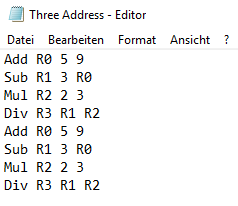 Three Address - Editor
Datei Bearbeiten Format Ansicht ?
Add R0 5 9
Sub R1 3 R0
Mul R2 2 3
Div R3 R1 R2
Add R0 5 9
Sub R1 3 R0
Mul R2 2 3
Div R3 R1 R2